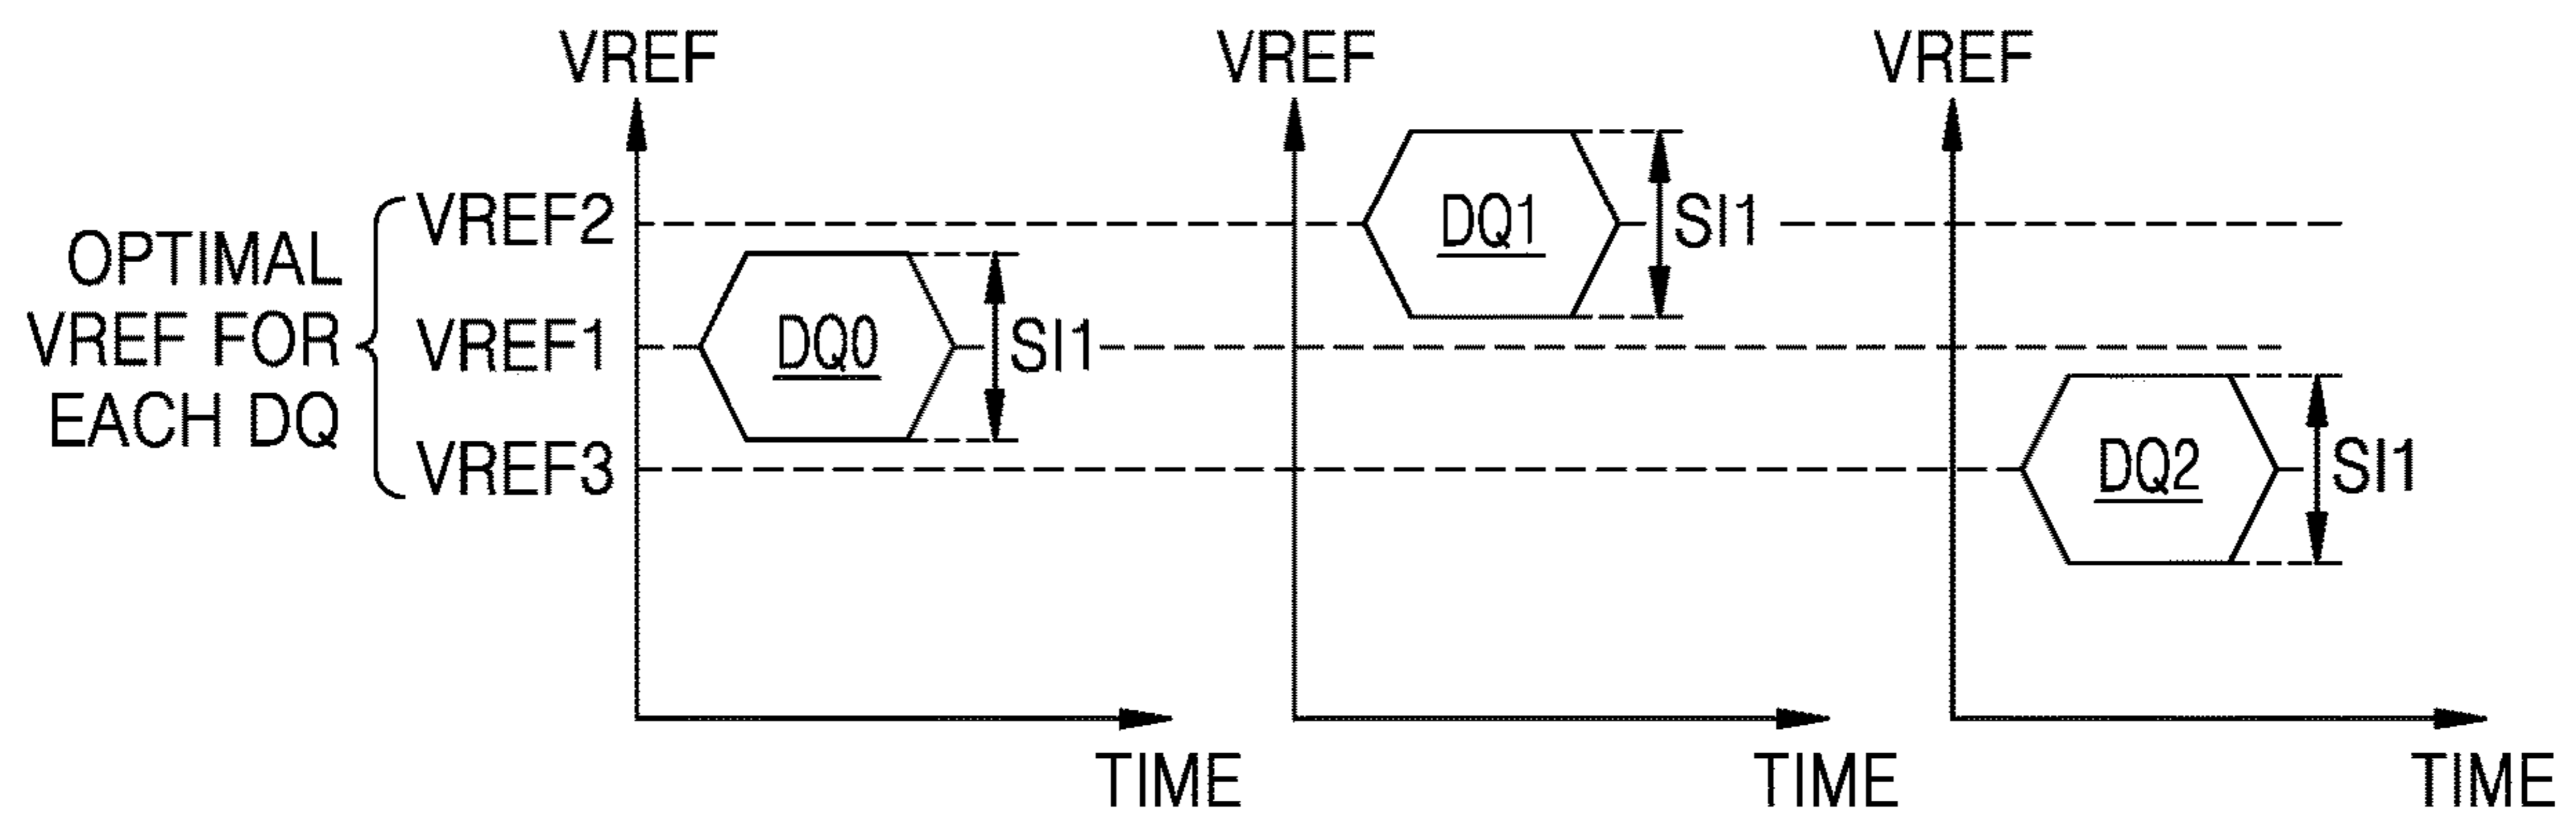 VREF
VREF
VREF
OPTIMAL
VREF FOR
EACH DQ
VREF2
VREF1
VREF3
DQ0
SI1
DQ1
SI1
DQ2
SI1
TIME
TIME
TIME